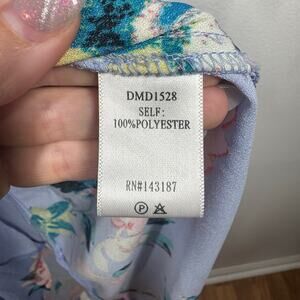 DMD1528
SELF:
100%POLYESTER
RN#143187
P A